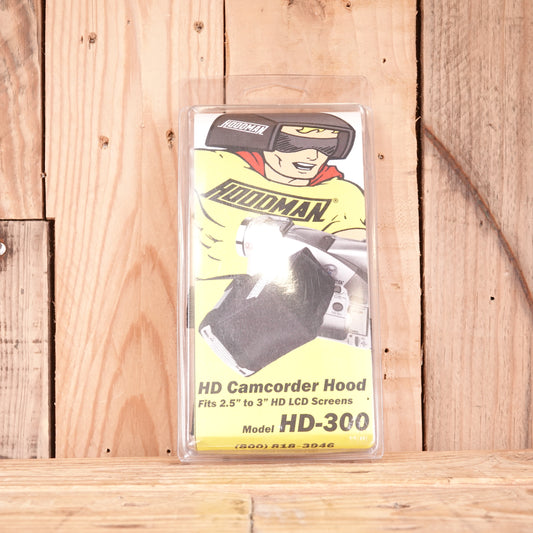 HOODMAN
HOODMAN®
HD Camcorder Hood
Fits 2.5" to 3" HD LCD Screens
Model HD-300
(800) 818-3946